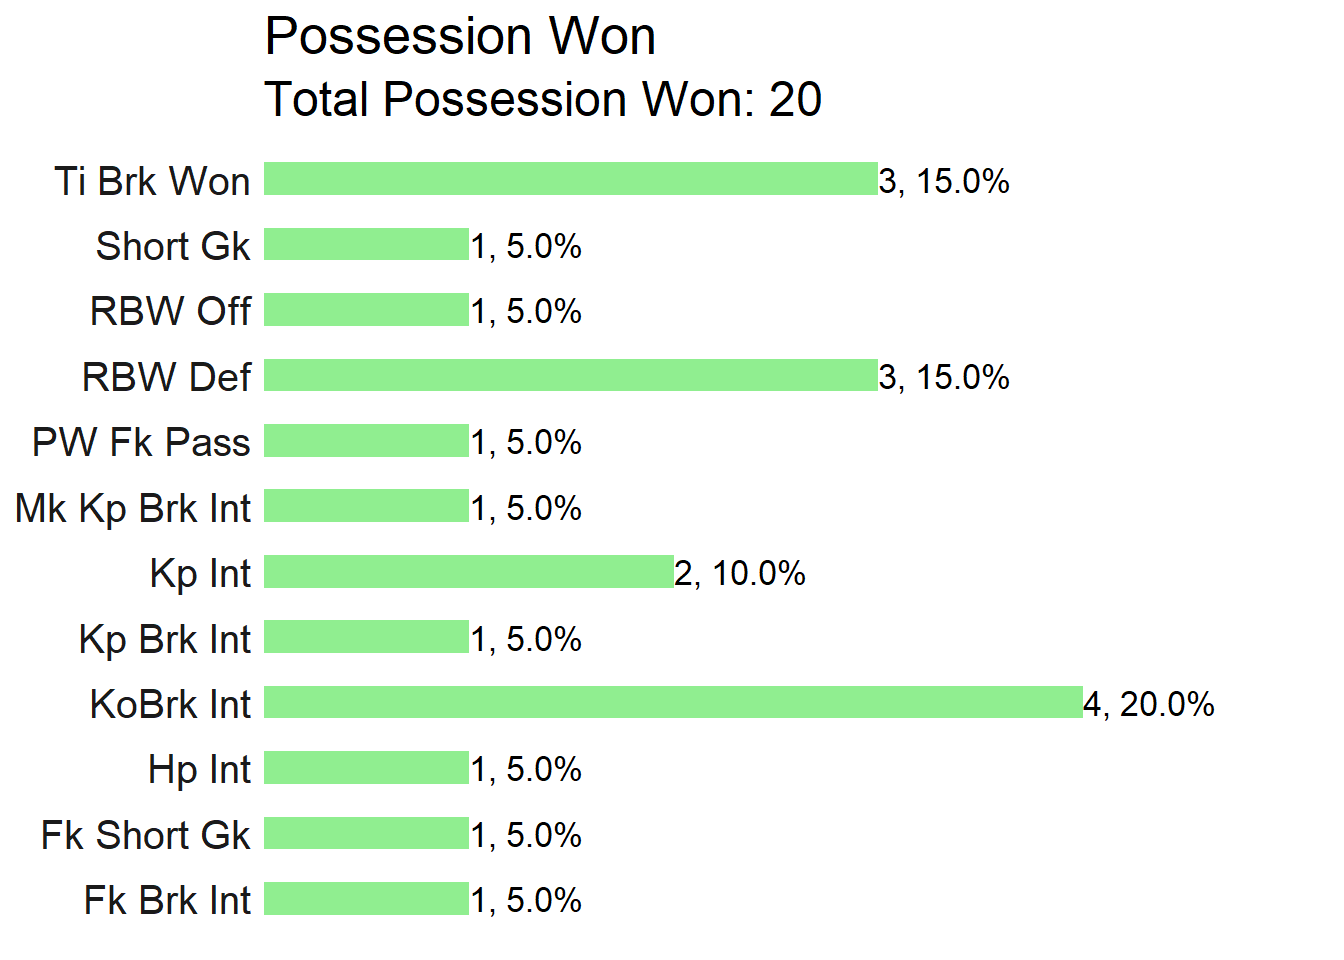 Possession Won
Total Possession Won: 20
Ti Brk Won 3, 15.0%
Short Gk 1, 5.0%
RBW Off 1, 5.0%
RBW Def 3, 15.0%
PW Fk Pass 1, 5.0%
Mk Kp Brk Int 1, 5.0%
Kp Int 2, 10.0%
Kp Brk Int 1, 5.0%
KoBrk Int 4, 20.0%
Hp Int 1, 5.0%
Fk Short Gk 1, 5.0%
Fk Brk Int 1, 5.0%